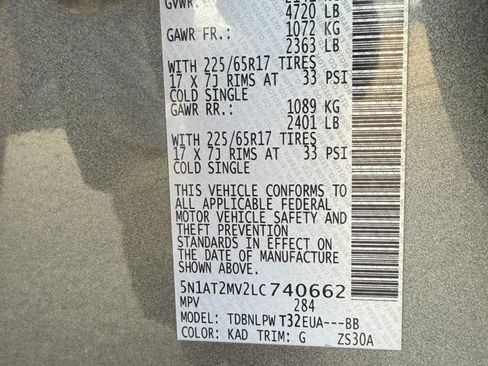 GVWR:
4720 LB
GAWR FR.: 1072 KG
2363 LB
WITH 225/65R17 TIRES
17 X 7J RIMS AT 33 PSI
COLD SINGLE
GAWR RR.: 1089 KG
2401 LB
WITH 225/65R17 TIRES
17 X 7J RIMS AT 33 PSI
COLD SINGLE
THIS VEHICLE CONFORMS TO
ALL APPLICABLE FEDERAL
MOTOR VEHICLE SAFETY AND
THEFT PREVENTION
STANDARDS IN EFFECT ON
THE DATE OF MANUFACTURE
SHOWN ABOVE.
5N1AT2MV2LC740662
MPV 284
MODEL: TDBNLPW T32EUA---BB
COLOR: KAD TRIM: G ZS30A